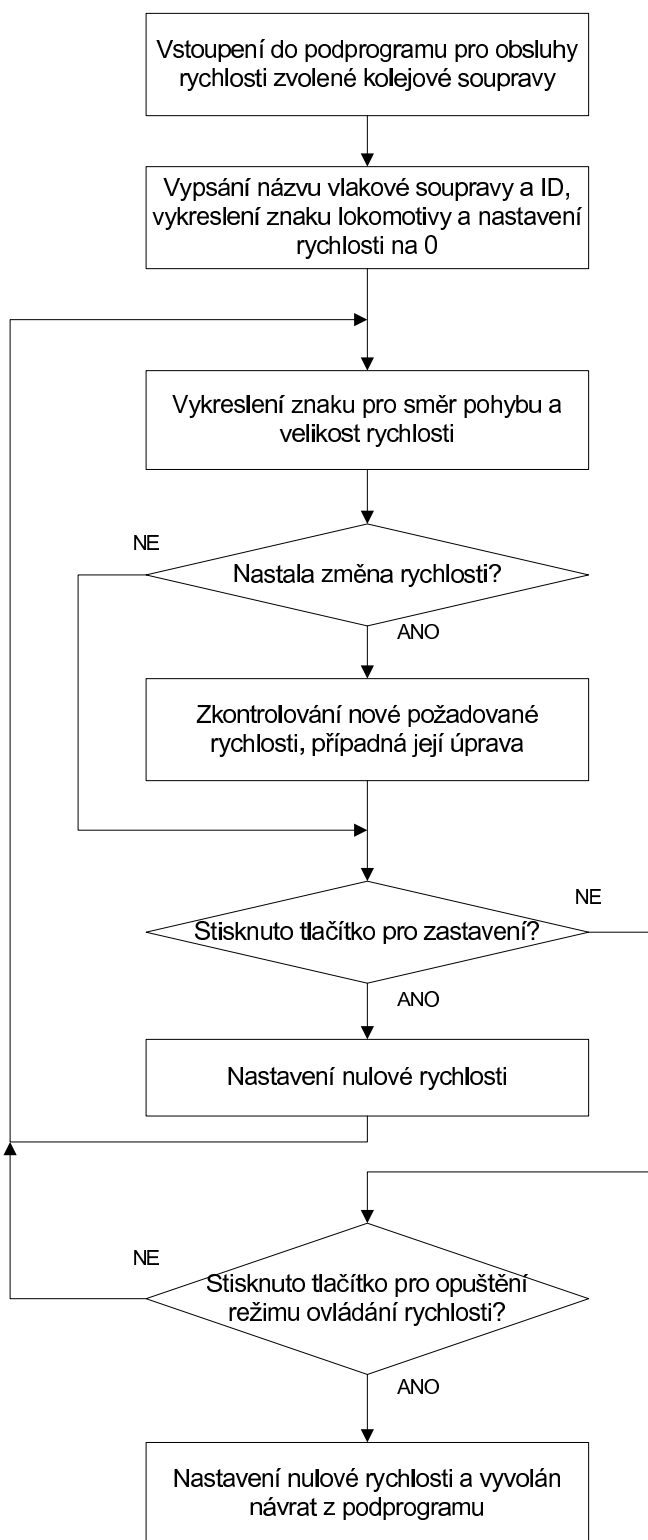 Vstoupení do podprogramu pro obsluhy
rychlosti zvolené kolejové soupravy
Vypsání názvu vlakové soupravy a ID,
vykreslení znaku lokomotivy a nastavení
rychlosti na 0
Vykreslení znaku pro směr pohybu a
velikost rychlosti
NE
Nastala změna rychlosti?
ANO
Zkontrolování nové požadované
rychlosti, případná její úprava
NE
Stisknuto tlačítko pro zastavení?
ANO
Nastavení nulové rychlosti
NE
Stisknuto tlačítko pro opuštění
režimu ovládání rychlosti?
ANO
Nastavení nulové rychlosti a vyvolán
návrat z podprogramu